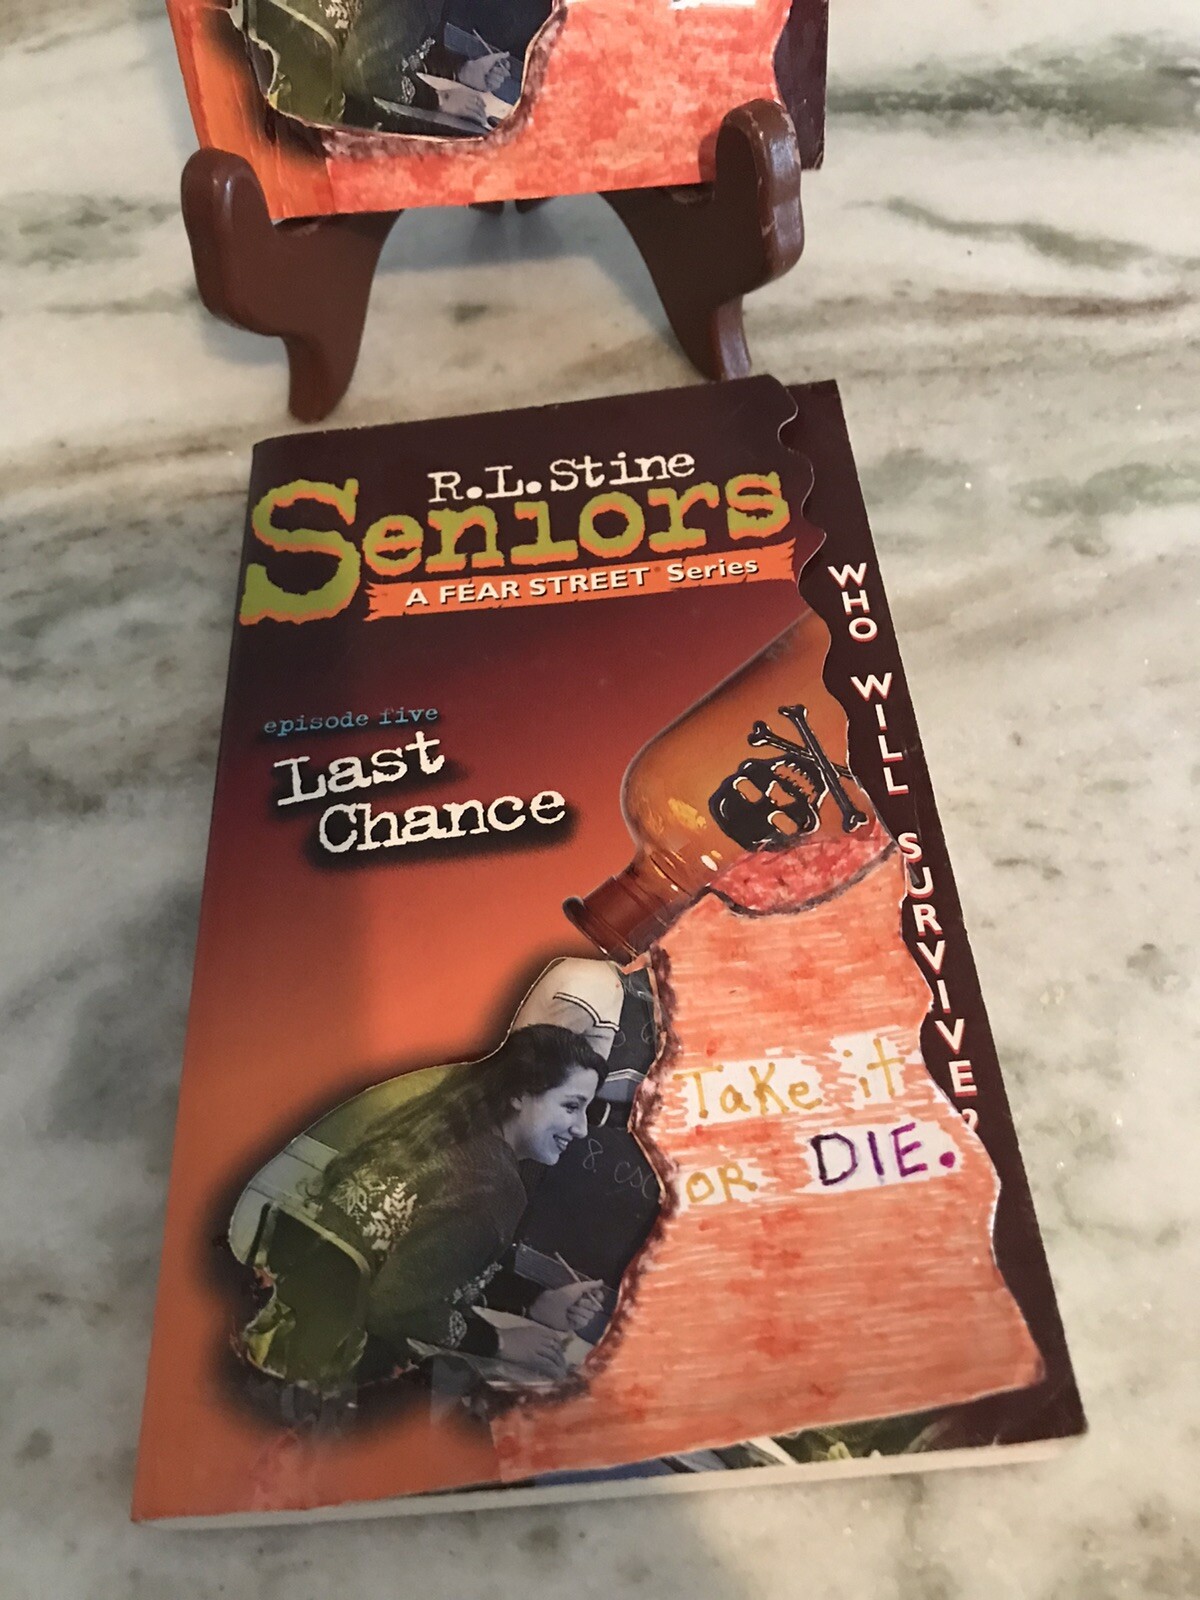 R.L. Stine
Seniors
A FEAR STREET Series
episode five
Last
Chance
WHO WILL SURVIVE?
Take it
OR DIE.